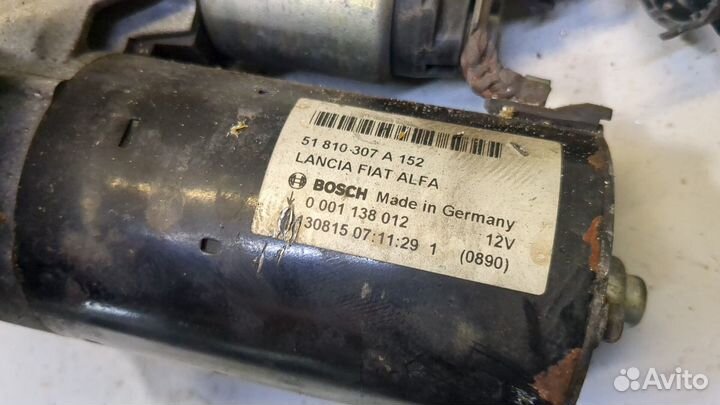 51 810 307 A 152
LANCIA FIAT ALFA
BOSCH Made in Germany
0 001 138 012 12V
130815 07:11:29 1 (0890)
Avito